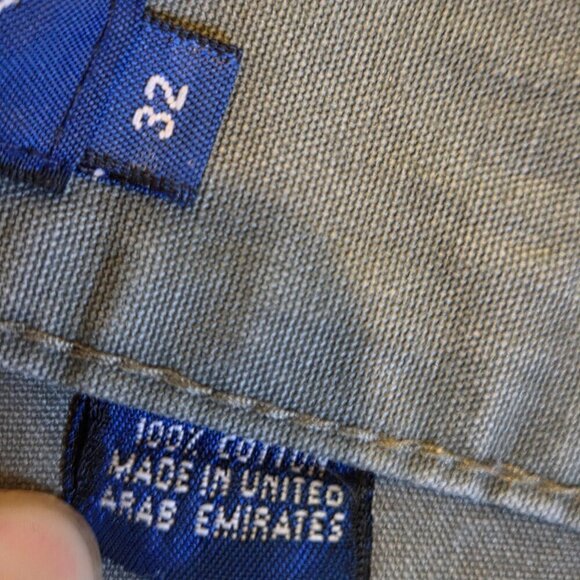 32
100% COTTON
MADE IN UNITED
ARAB EMIRATES